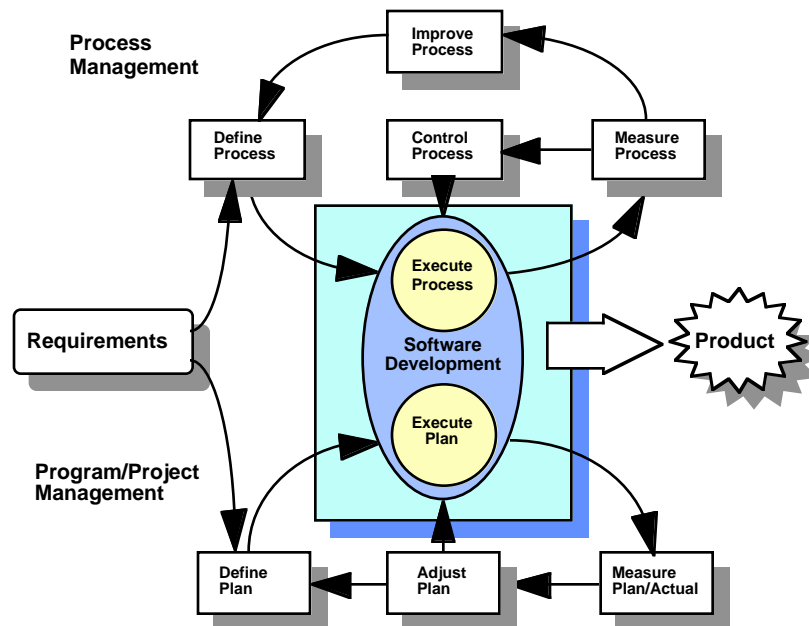 Process
Management
Improve
Process
Define
Process
Control
Process
Measure
Process
Execute
Process
Requirements
Software
Development
Product
Execute
Plan
Program/Project
Management
Define
Plan
Adjust
Plan
Measure
Plan/Actual